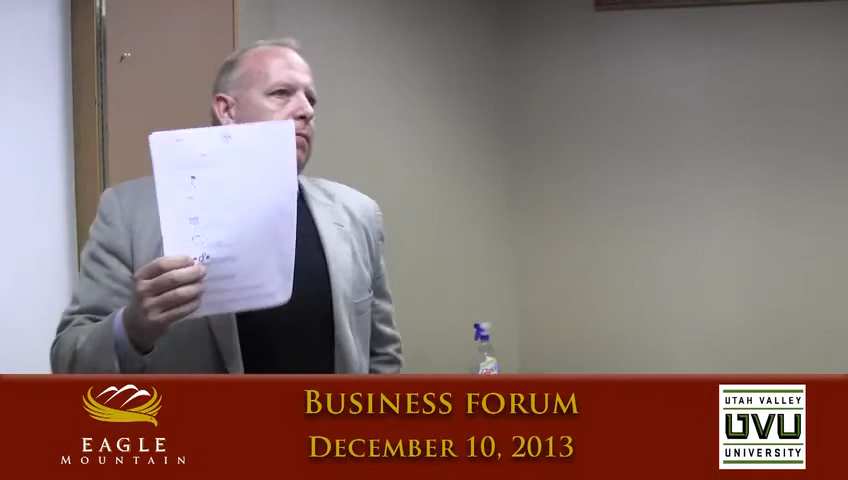 EAGLE
MOUNTAIN
BUSINESS FORUM
DECEMBER 10, 2013
UTAH VALLEY
UVU
UNIVERSITY